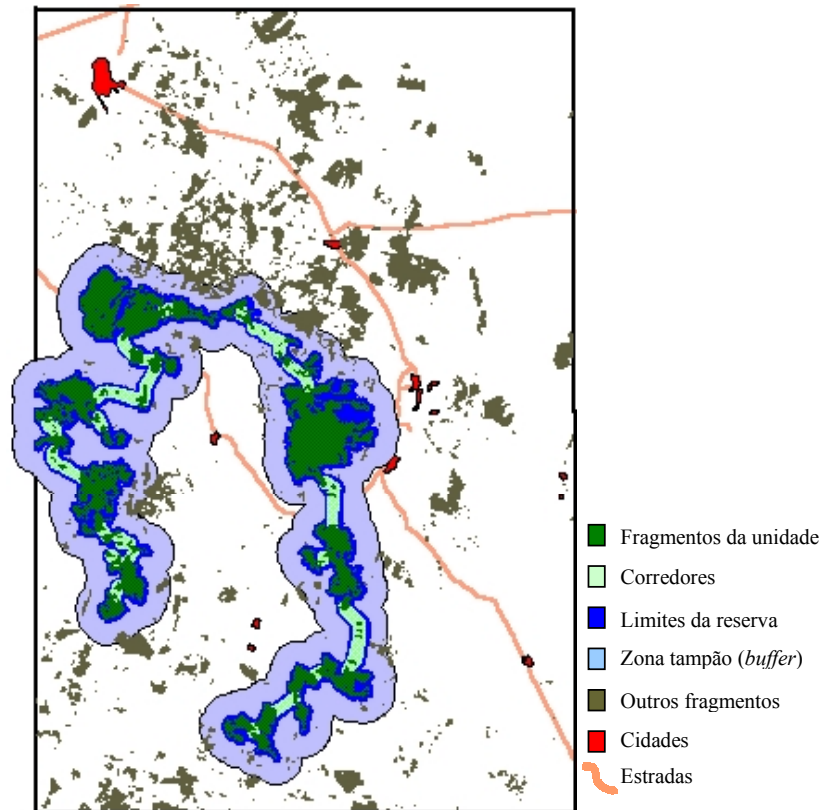 Fragmentos da unidade
Corredores
Limites da reserva
Zona tampão (buffer)
Outros fragmentos
Cidades
Estradas